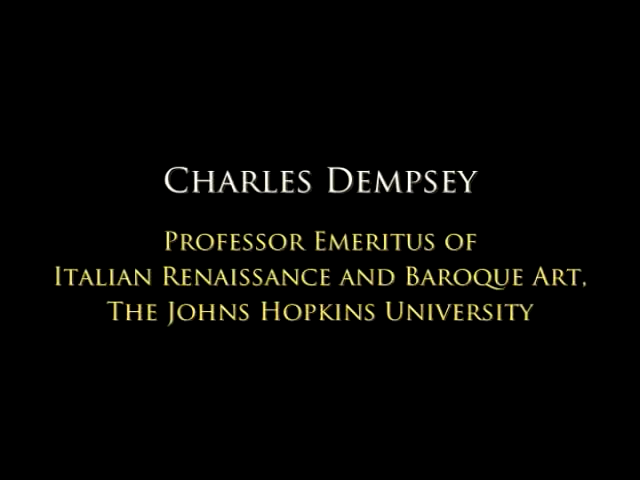 Charles Dempsey
Professor Emeritus of
Italian Renaissance and Baroque Art,
The Johns Hopkins University